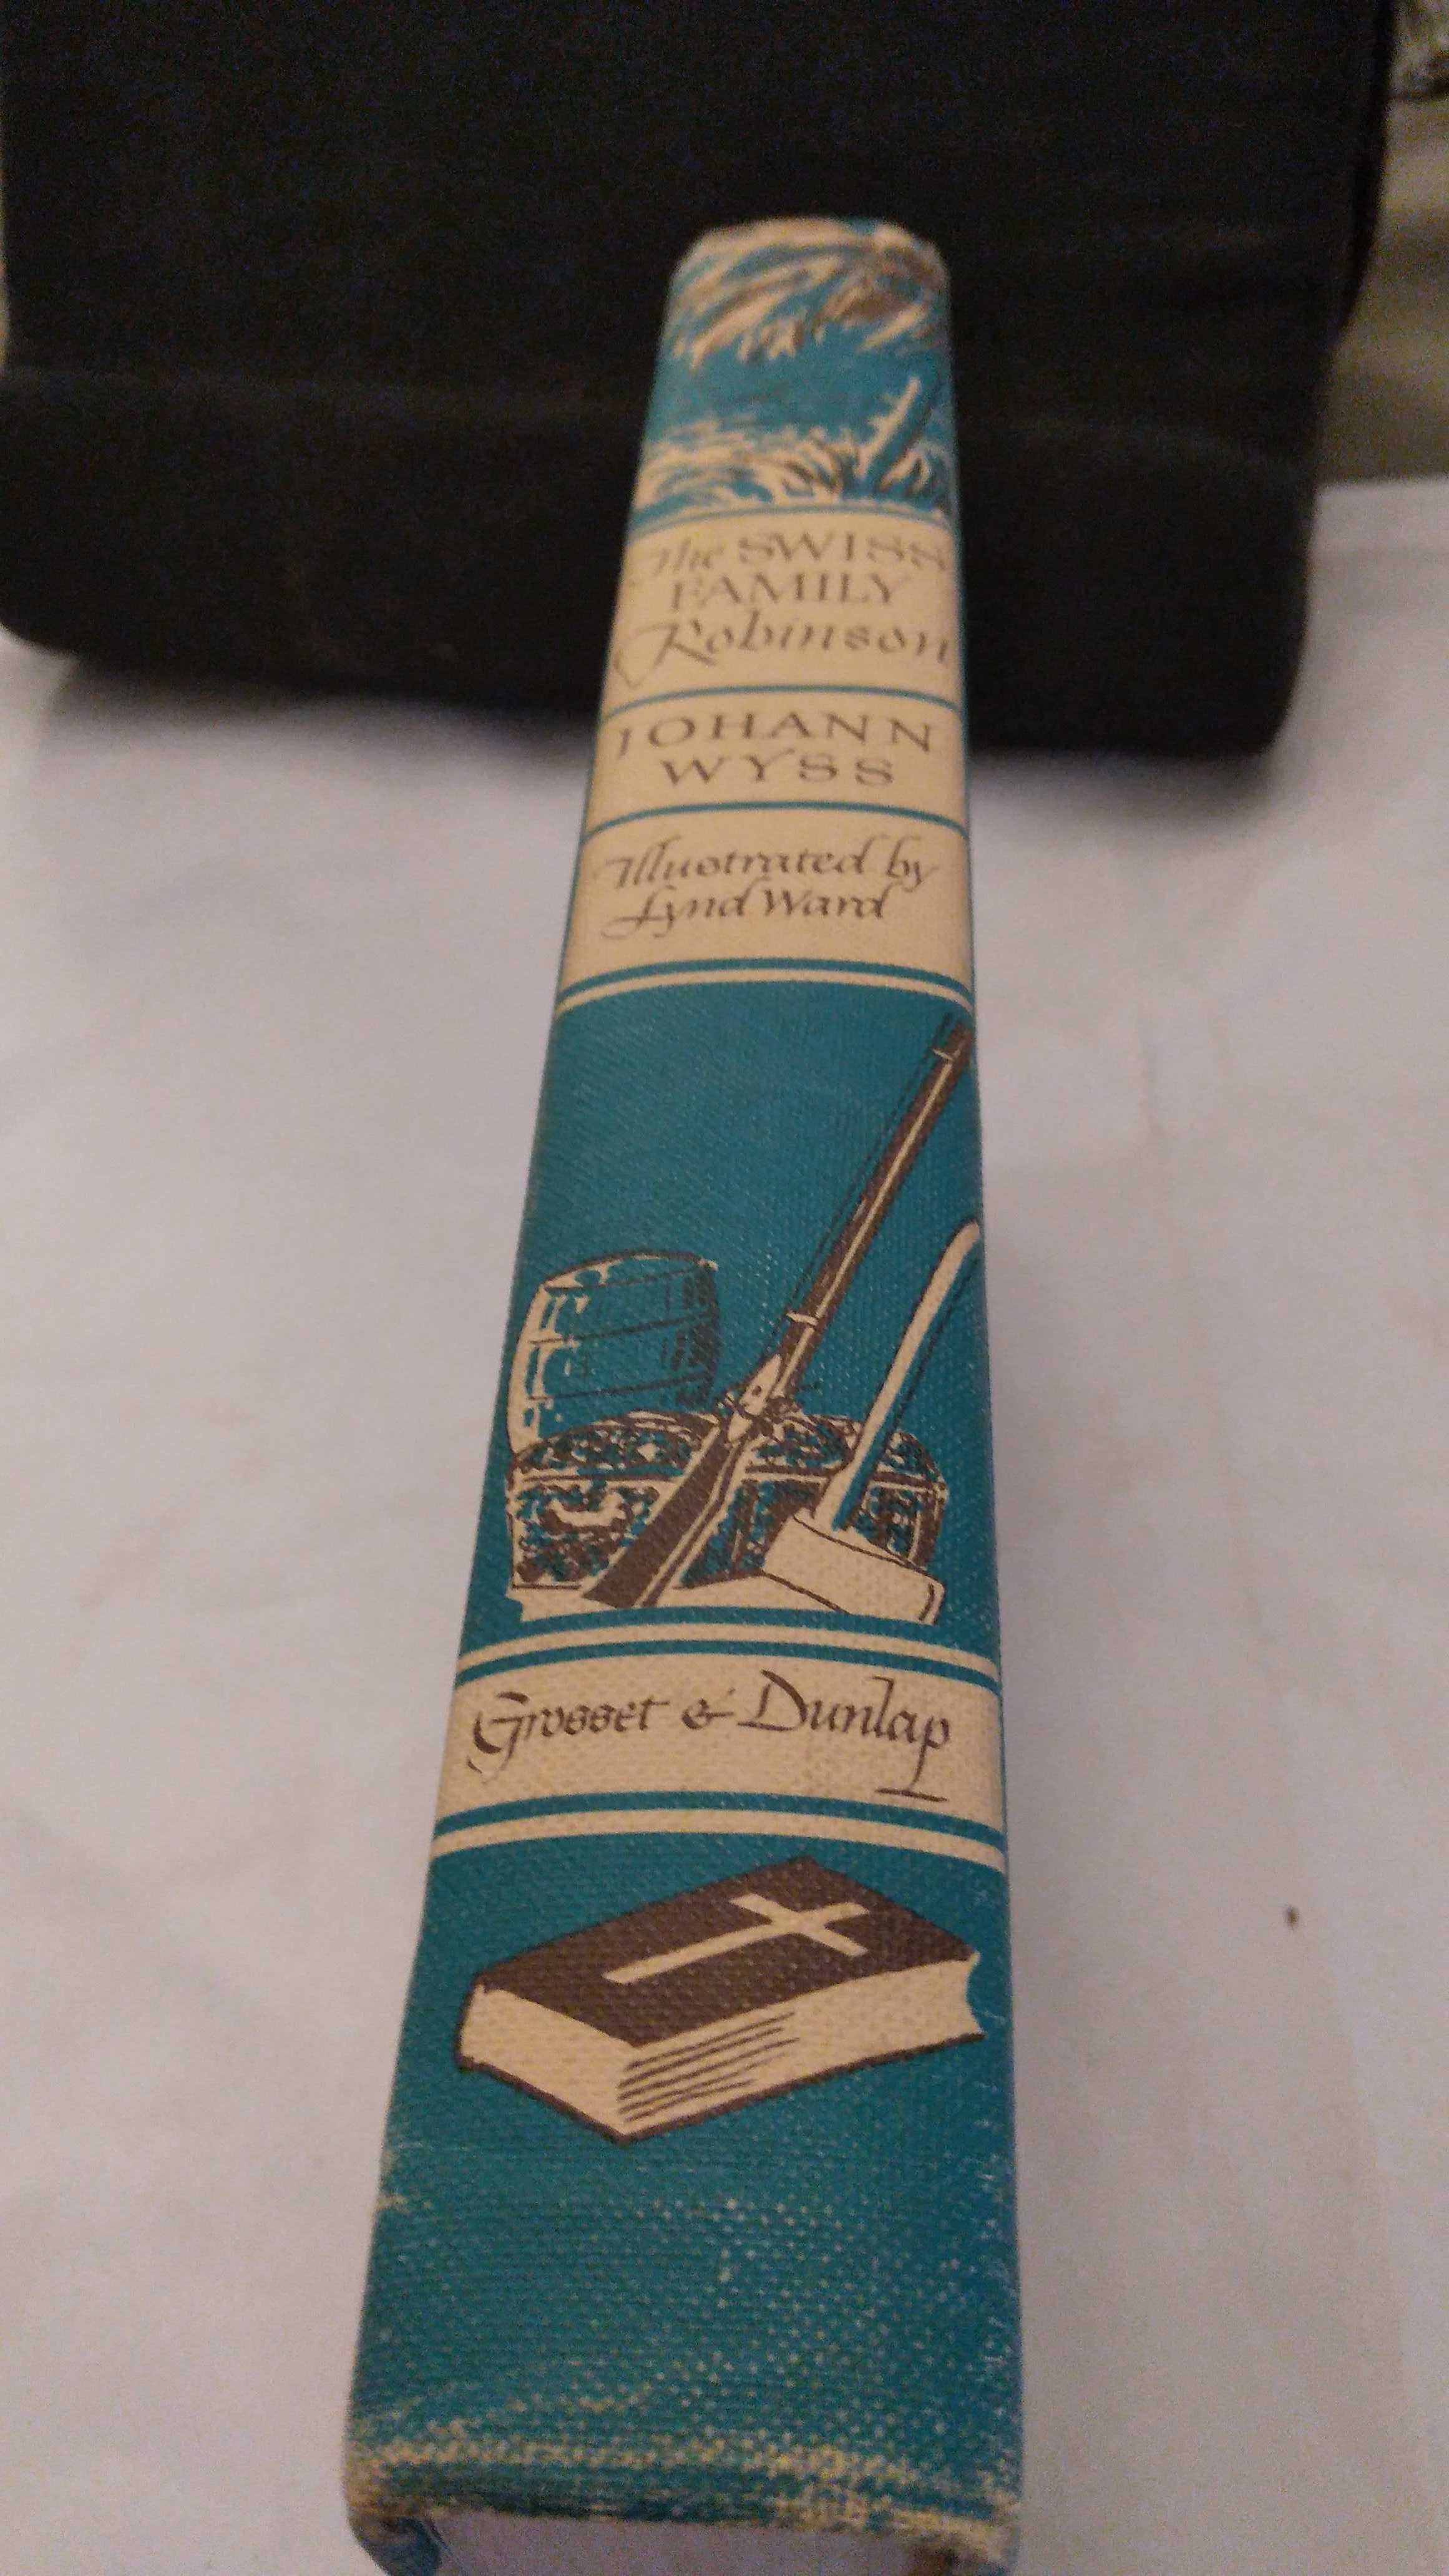 The SWISS
FAMILY
Robinson
JOHANN
WYSS
Illustrated by
Lynd Ward
Grosset & Dunlap